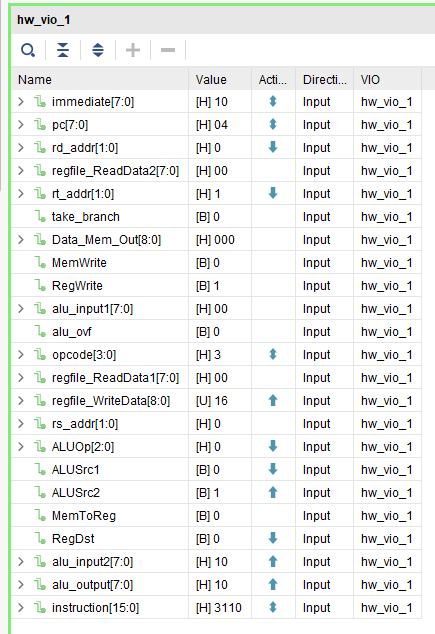 hw_vio_1
Name Value Acti... Directi... VIO
immediate[7:0] [H] 10 Input hw_vio_1
pc[7:0] [H] 04 Input hw_vio_1
rd_addr[1:0] [H] 0 Input hw_vio_1
regfile_ReadData2[7:0] [H] 00 Input hw_vio_1
rt_addr[1:0] [H] 1 Input hw_vio_1
take_branch [B] 0 Input hw_vio_1
Data_Mem_Out[8:0] [H] 000 Input hw_vio_1
MemWrite [B] 0 Input hw_vio_1
RegWrite [B] 1 Input hw_vio_1
alu_input1[7:0] [H] 00 Input hw_vio_1
alu_ovf [B] 0 Input hw_vio_1
opcode[3:0] [H] 3 Input hw_vio_1
regfile_ReadData1[7:0] [H] 00 Input hw_vio_1
regfile_WriteData[8:0] [U] 16 Input hw_vio_1
rs_addr[1:0] [H] 0 Input hw_vio_1
ALUOp[2:0] [H] 0 Input hw_vio_1
ALUSrc1 [B] 0 Input hw_vio_1
ALUSrc2 [B] 1 Input hw_vio_1
MemToReg [B] 0 Input hw_vio_1
RegDst [B] 0 Input hw_vio_1
alu_input2[7:0] [H] 10 Input hw_vio_1
alu_output[7:0] [H] 10 Input hw_vio_1
instruction[15:0] [H] 3110 Input hw_vio_1